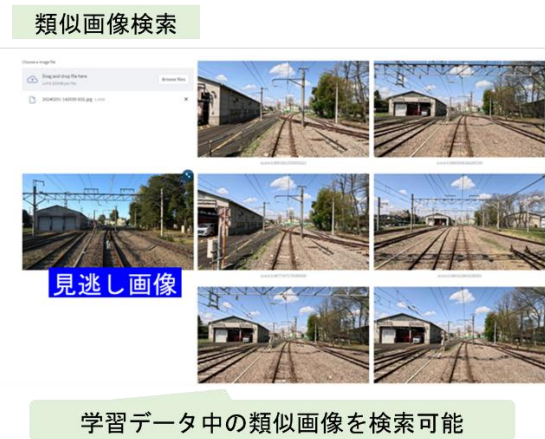 類似画像検索
Choose a image file
Drag and drop file here
Browse files
見逃し画像
学習データ中の類似画像を検索可能